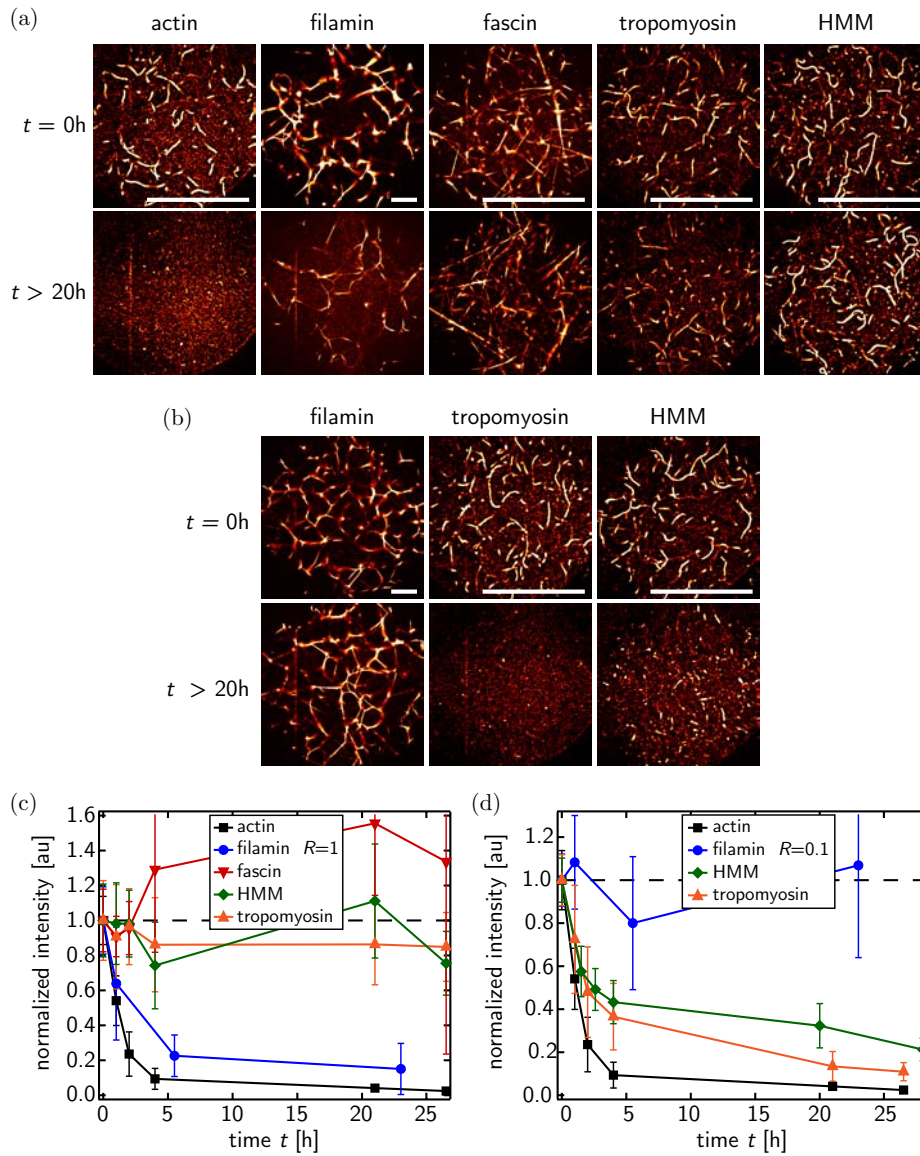 (a)
actin filamin fascin tropomyosin HMM
t = 0h
t > 20h
(b)
filamin tropomyosin HMM
t = 0h
t > 20h
(c)
normalized intensity [au]
1.6
1.4
1.2
1.0
0.8
0.6
0.4
0.2
0.0
actin
filamin R=1
fascin
HMM
tropomyosin
0 5 10 15 20 25
time t [h]
(d)
normalized intensity [au]
1.2
1.0
0.8
0.6
0.4
0.2
0.0
actin
filamin R=0.1
HMM
tropomyosin
0 5 10 15 20 25
time t [h]